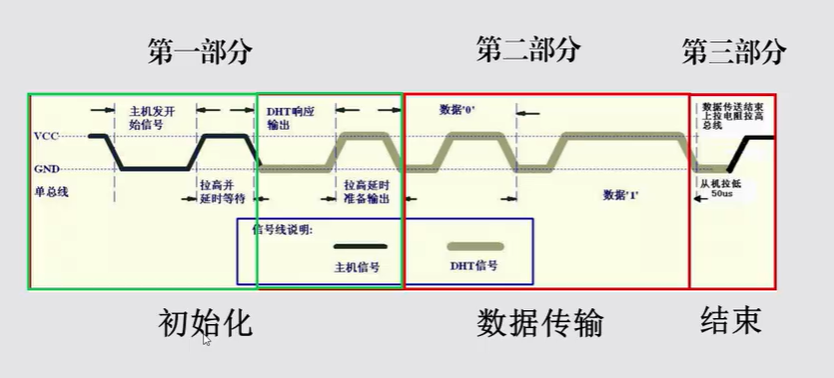 第一部分
第二部分
第三部分
主机发开
始信号
DHT响应
输出
数据'0'
数据传送结束
上拉电阻拉高
总线
VCC
GND
单总线
拉高并
延时等待
拉高延时
准备输出
数据'1'
从机拉低
50us
信号线说明:
主机信号
DHT信号
初始化
数据传输
结束